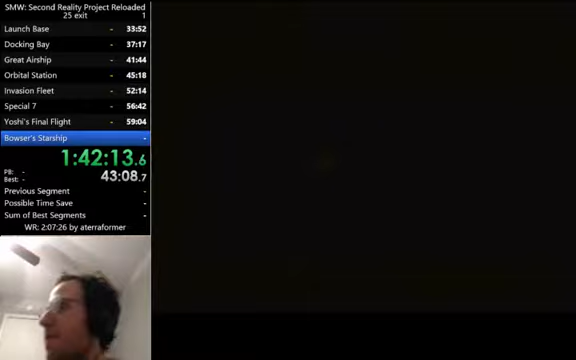 SMW: Second Reality Project Reloaded
25 exit 1
Launch Base - 33:52
Docking Bay - 37:17
Great Airship - 41:44
Orbital Station - 45:18
Invasion Fleet - 52:14
Special 7 - 56:42
Yoshi's Final Flight - 59:04
Bowser's Starship -
1:42:13.6
PB: -
Best: - 43:08.7
Previous Segment -
Possible Time Save -
Sum of Best Segments -
WR: 2:07:26 by aterraformer